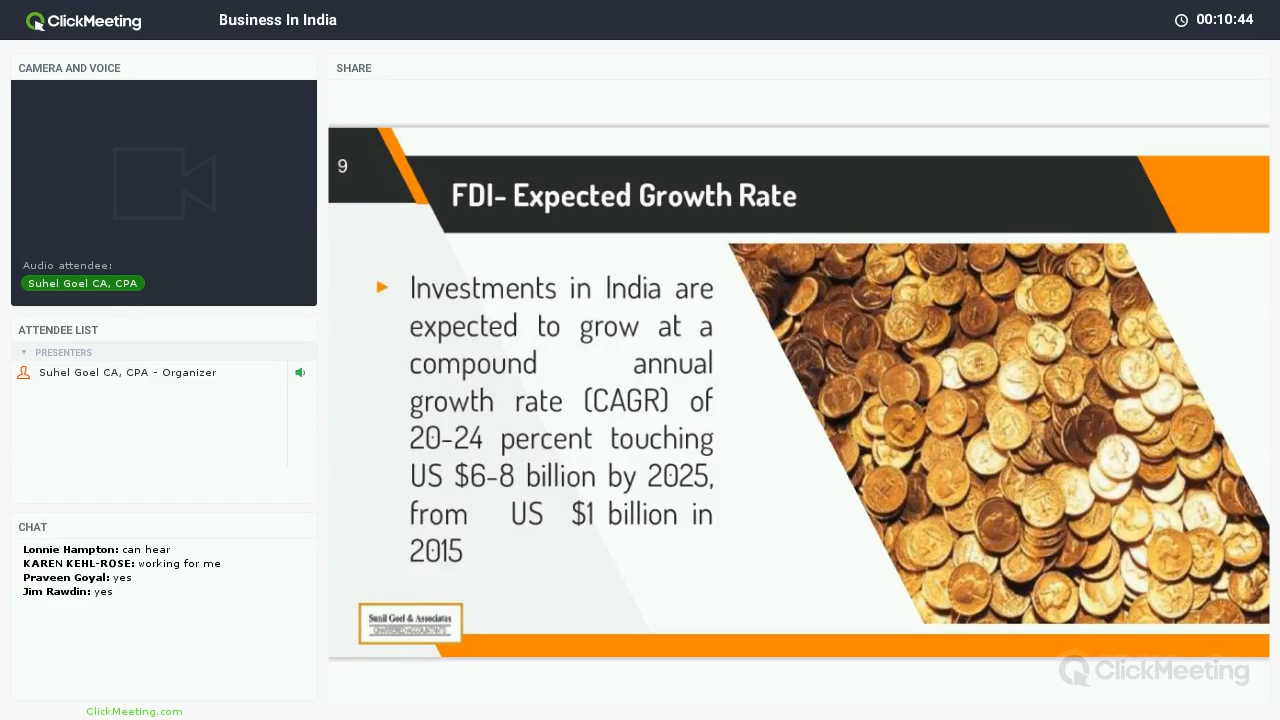 ClickMeeting
Business In India
00:10:44
CAMERA AND VOICE
Audio attendee:
Suhel Goel CA, CPA
ATTENDEE LIST
PRESENTERS
Suhel Goel CA, CPA - Organizer
CHAT
Lonnie Hampton: can hear
KAREN KEHL-ROSE: working for me
Praveen Goyal: yes
Jim Rawdin: yes
ClickMeeting.com
SHARE
9
FDI- Expected Growth Rate
Investments in India are
expected to grow at a
compound annual
growth rate (CAGR) of
20-24 percent touching
US $6-8 billion by 2025,
from US $1 billion in
2015
Sunil Goel & Associates
CHARTERED ACCOUNTANTS
ClickMeeting